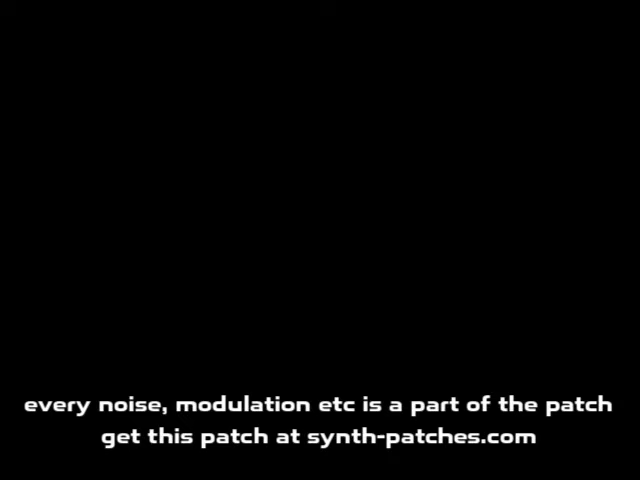 every noise, modulation etc is a part of the patch
get this patch at synth-patches.com